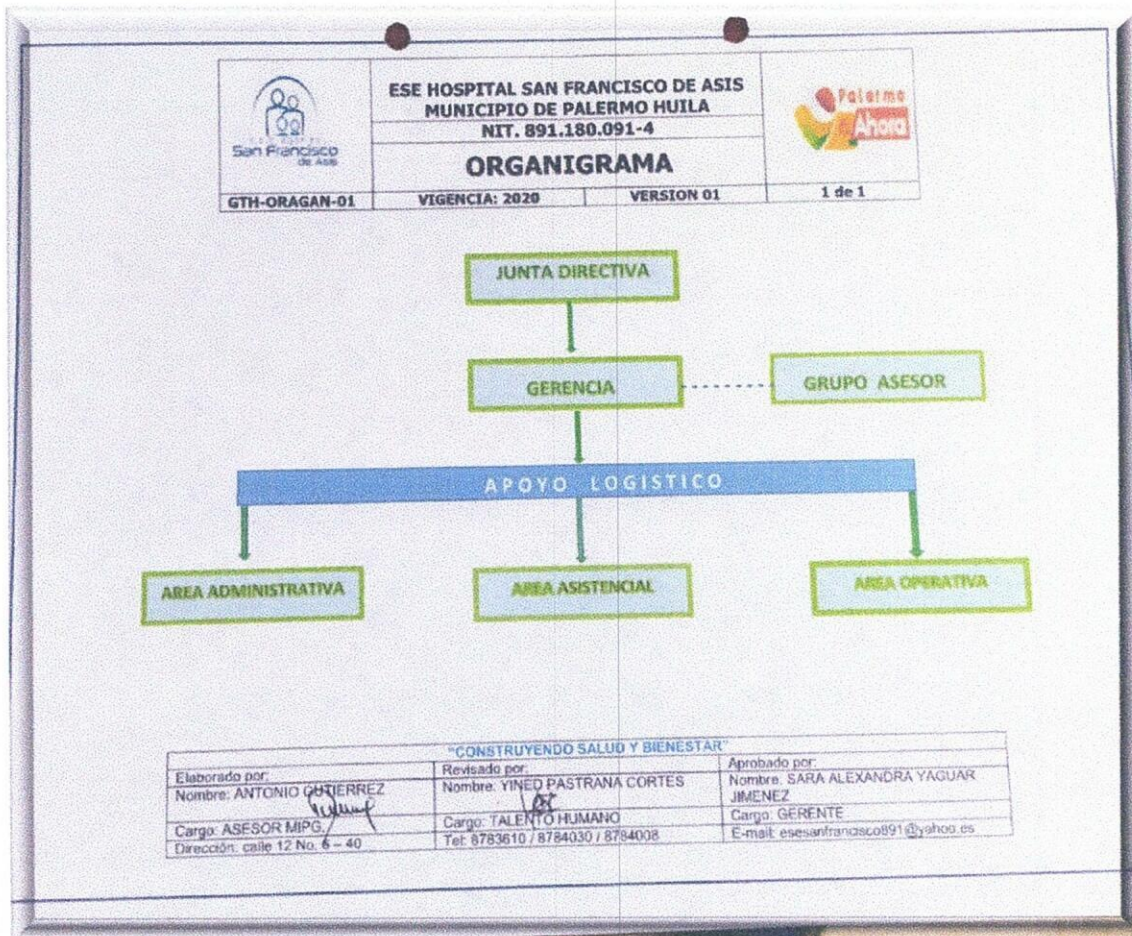 San Francisco
de Asis
ESE HOSPITAL SAN FRANCISCO DE ASIS
MUNICIPIO DE PALERMO HUILA
NIT. 891.180.091-4
ORGANIGRAMA
Palermo
Ahora
GTH-ORAGAN-01 VIGENCIA: 2020 VERSION 01 1 de 1
JUNTA DIRECTIVA
GERENCIA
GRUPO ASESOR
APOYO LOGISTICO
AREA ADMINISTRATIVA
AREA ASISTENCIAL
AREA OPERATIVA
"CONSTRUYENDO SALUD Y BIENESTAR"
Elaborado por:
Nombre: ANTONIO GUTIERREZ
Cargo: ASESOR MIPG.
Dirección: calle 12 No. 6 – 40
Revisado por:
Nombre: YINED PASTRANA CORTES
Cargo: TALENTO HUMANO
Tel: 8783610 / 8784030 / 8784008
Aprobado por:
Nombre: SARA ALEXANDRA YAGUAR
JIMENEZ
Cargo: GERENTE
E-mail: esesanfrancisco891@yahoo.es